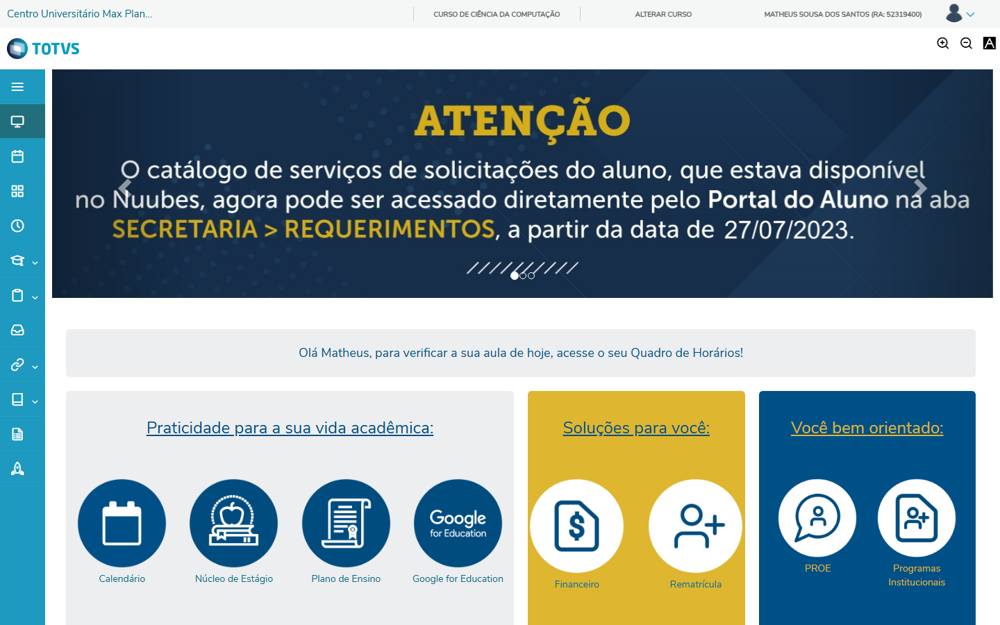 Centro Universitário Max Plan...
CURSO DE CIÊNCIA DA COMPUTAÇÃO
ALTERAR CURSO
MATHEUS SOUSA DOS SANTOS (RA: 52319400)
TOTVS
A
ATENÇÃO
O catálogo de serviços de solicitações do aluno, que estava disponível
no Nuubes, agora pode ser acessado diretamente pelo Portal do Aluno na aba
SECRETARIA > REQUERIMENTOS, a partir da data de 27/07/2023.
Olá Matheus, para verificar a sua aula de hoje, acesse o seu Quadro de Horários!
Praticidade para a sua vida acadêmica:
Google
for Education
Calendário
Núcleo de Estágio
Plano de Ensino
Google for Education
Soluções para você:
$
Financeiro
Rematrícula
Você bem orientado:
PROE
Programas
Institucionais